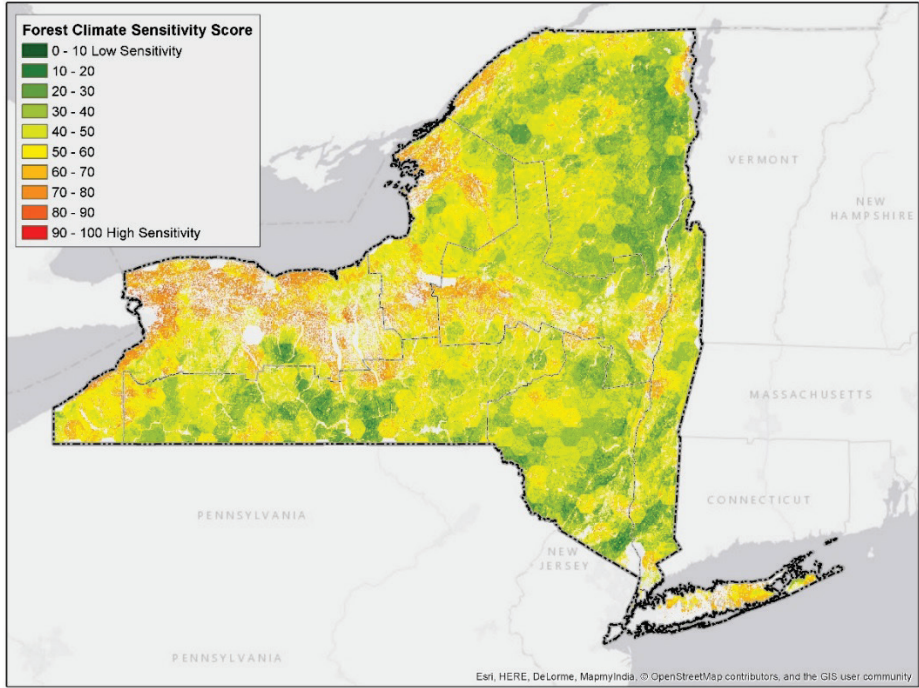 Forest Climate Sensitivity Score
0 - 10 Low Sensitivity
10 - 20
20 - 30
30 - 40
40 - 50
50 - 60
60 - 70
70 - 80
80 - 90
90 - 100 High Sensitivity
VERMONT
NEW
HAMPSHIRE
MASSACHUSETTS
CONNECTICUT
PENNSYLVANIA
NEW
JERSEY
PENNSYLVANIA
Esri, HERE, DeLorme, MapmyIndia, © OpenStreetMap contributors, and the GIS user community